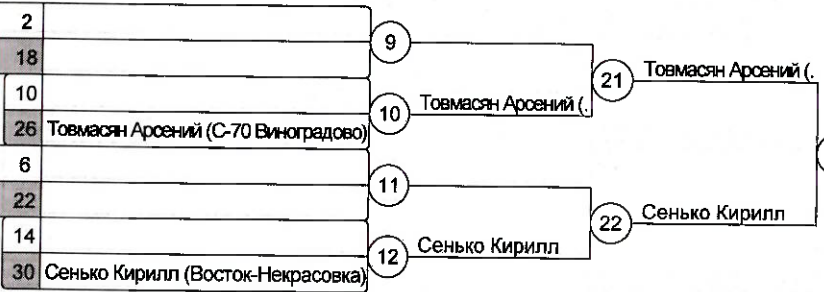 2
18
9
10
26 Товмасян Арсений (С-70 Виноградово)
10 Товмасян Арсений (.
21 Товмасян Арсений (.
6
22
11
14
30 Сенько Кирилл (Восток-Некрасовка)
12 Сенько Кирилл
22 Сенько Кирилл